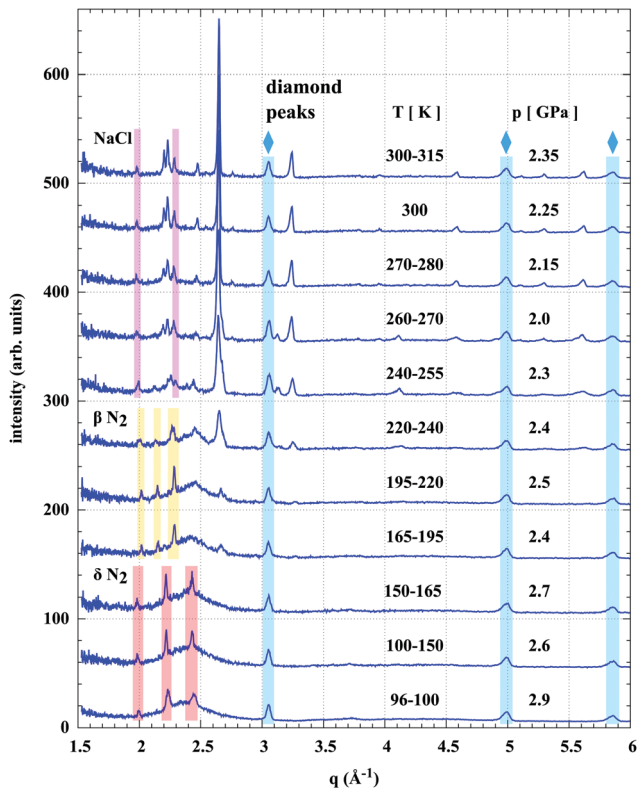 600
500
400
300
200
100
0
intensity (arb. units)
diamond
peaks
T [ K ]
p [ GPa ]
NaCl
300-315
2.35
300
2.25
270-280
2.15
260-270
2.0
240-255
2.3
β N2
220-240
2.4
195-220
2.5
165-195
2.4
δ N2
150-165
2.7
100-150
2.6
96-100
2.9
1.5 2 2.5 3 3.5 4 4.5 5 5.5 6
q (Å-1)